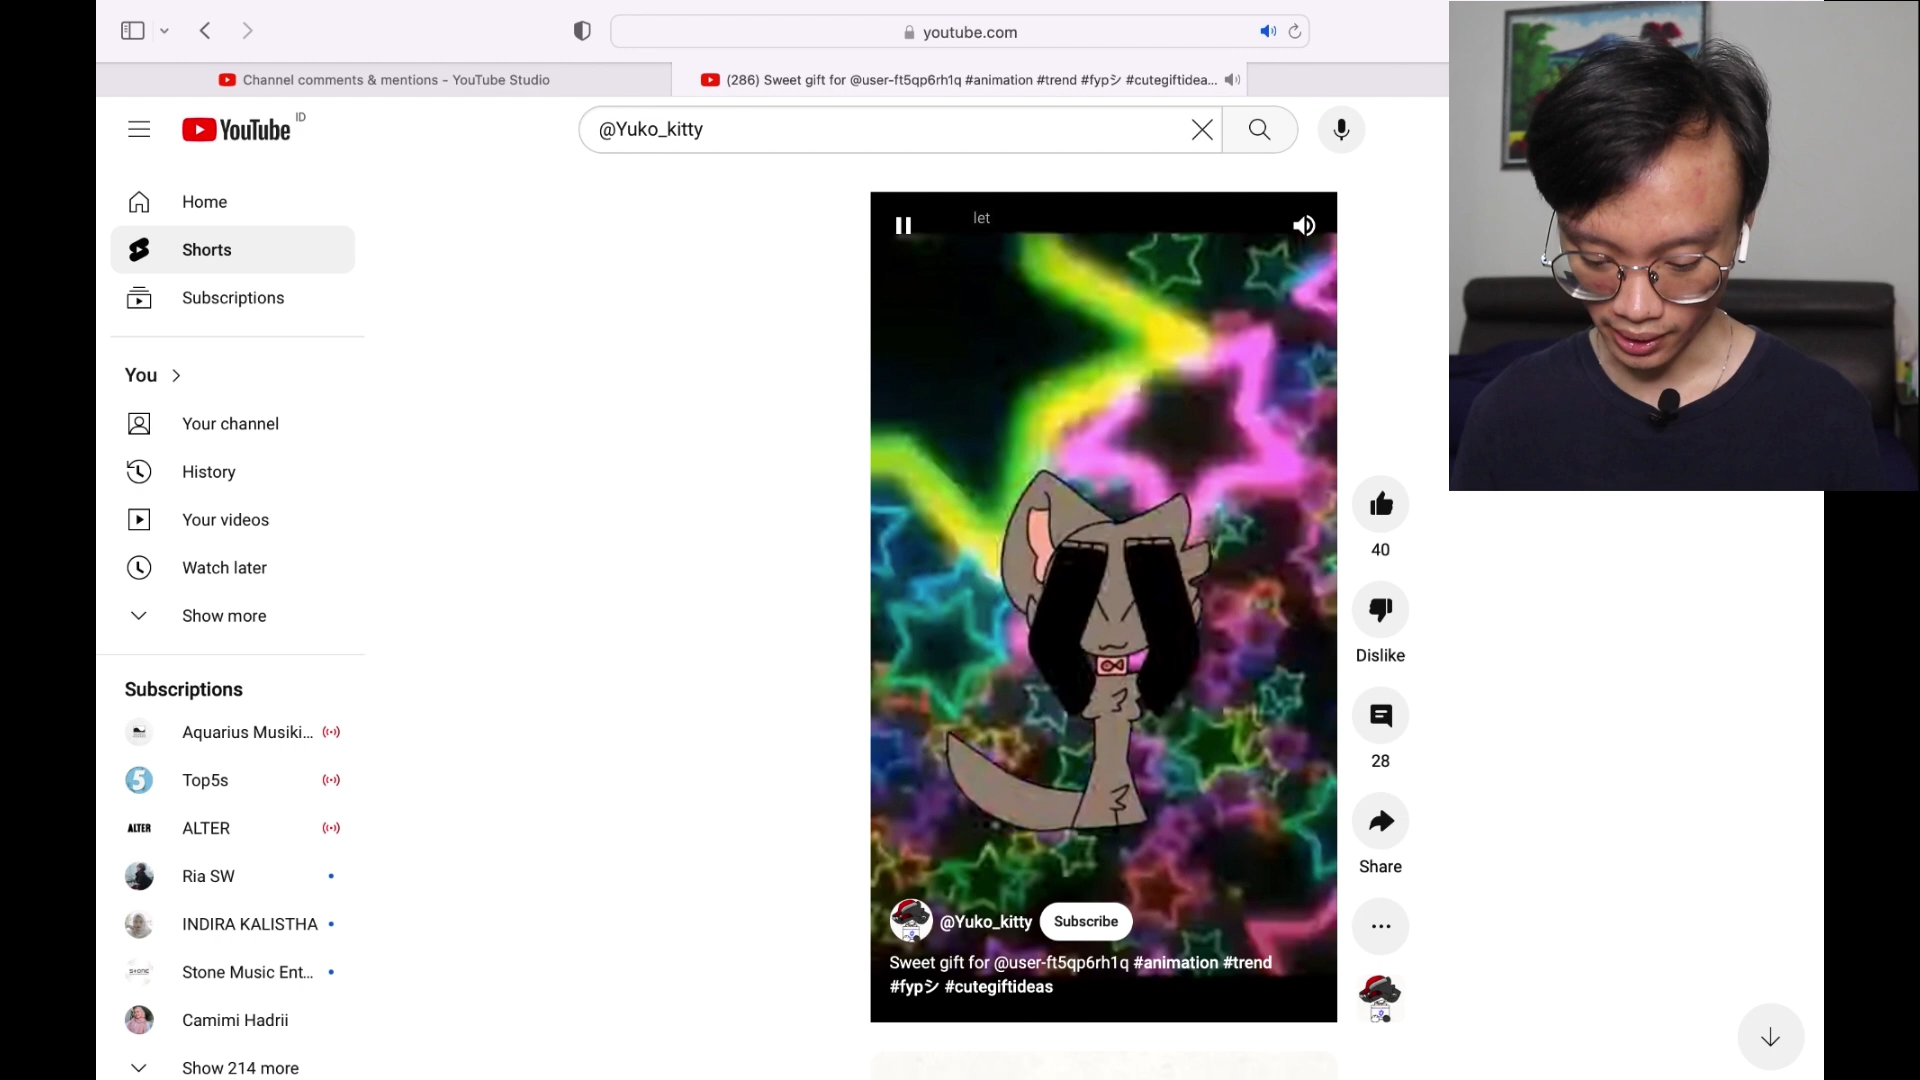 youtube.com
Channel comments & mentions - YouTube Studio
(286) Sweet gift for @user-ft5qp6rh1q #animation #trend #fypシ #cutegiftidea...
YouTube ID
@Yuko_kitty
Home
Shorts
Subscriptions
You
Your channel
History
Your videos
Watch later
Show more
Subscriptions
Aquarius Musiki...
5 Top5s
ALTER ALTER
Ria SW
INDIRA KALISTHA
Stone Music Ent...
Camimi Hadrii
Show 214 more
let
40
Dislike
28
Share
@Yuko_kitty Subscribe
Sweet gift for @user-ft5qp6rh1q #animation #trend
#fypシ #cutegiftideas